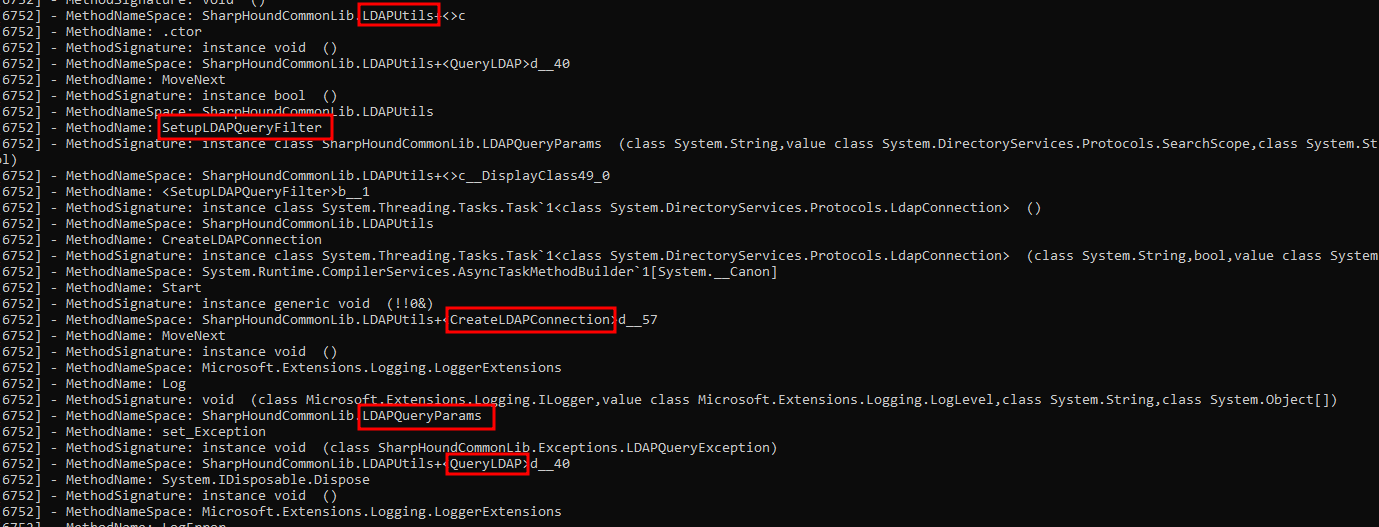 6752] - MethodSignature: void ()
6752] - MethodNameSpace: SharpHoundCommonLib.LDAPUtils+<>c
6752] - MethodName: .ctor
6752] - MethodSignature: instance void  ()
6752] - MethodNameSpace: SharpHoundCommonLib.LDAPUtils+<QueryLDAP>d__40
6752] - MethodName: MoveNext
6752] - MethodSignature: instance bool  ()
6752] - MethodNameSpace: SharpHoundCommonLib.LDAPUtils
6752] - MethodName: SetupLDAPQueryFilter
6752] - MethodSignature: instance class SharpHoundCommonLib.LDAPQueryParams  (class System.String,value class System.DirectoryServices.Protocols.SearchScope,class System.St
ol)
6752] - MethodNameSpace: SharpHoundCommonLib.LDAPUtils+<>c__DisplayClass49_0
6752] - MethodName: <SetupLDAPQueryFilter>b__1
6752] - MethodSignature: instance class System.Threading.Tasks.Task`1<class System.DirectoryServices.Protocols.LdapConnection>  ()
6752] - MethodNameSpace: SharpHoundCommonLib.LDAPUtils
6752] - MethodName: CreateLDAPConnection
6752] - MethodSignature: instance class System.Threading.Tasks.Task`1<class System.DirectoryServices.Protocols.LdapConnection>  (class System.String,bool,value class System
6752] - MethodNameSpace: System.Runtime.CompilerServices.AsyncTaskMethodBuilder`1[System.__Canon]
6752] - MethodName: Start
6752] - MethodSignature: instance generic void  (!!0&)
6752] - MethodNameSpace: SharpHoundCommonLib.LDAPUtils+<CreateLDAPConnection>d__57
6752] - MethodName: MoveNext
6752] - MethodSignature: instance void  ()
6752] - MethodNameSpace: Microsoft.Extensions.Logging.LoggerExtensions
6752] - MethodName: Log
6752] - MethodSignature: void  (class Microsoft.Extensions.Logging.ILogger,value class Microsoft.Extensions.Logging.LogLevel,class System.String,class System.Object[])
6752] - MethodNameSpace: SharpHoundCommonLib.LDAPQueryParams
6752] - MethodName: set_Exception
6752] - MethodSignature: instance void  (class SharpHoundCommonLib.Exceptions.LDAPQueryException)
6752] - MethodNameSpace: SharpHoundCommonLib.LDAPUtils+<QueryLDAP>d__40
6752] - MethodName: System.IDisposable.Dispose
6752] - MethodSignature: instance void  ()
6752] - MethodNameSpace: Microsoft.Extensions.Logging.LoggerExtensions
6752] - MethodName: LogError